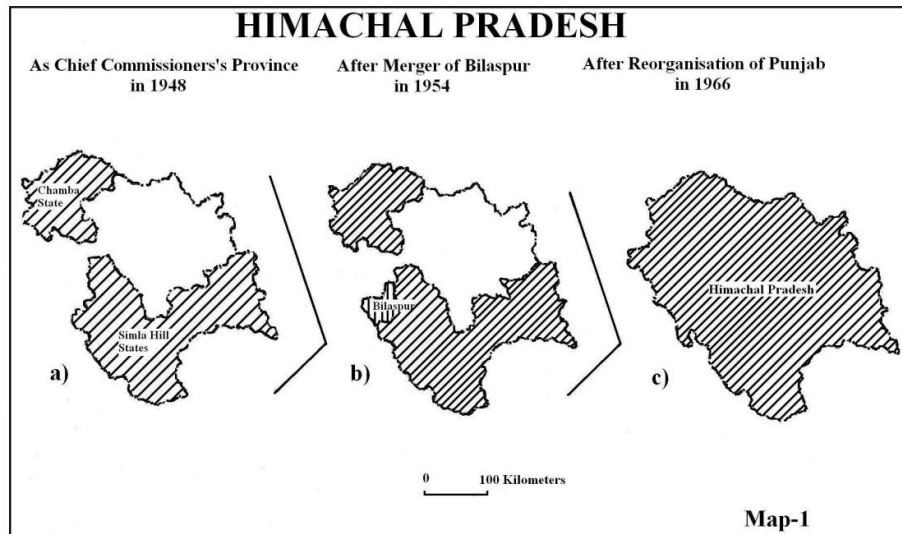 HIMACHAL PRADESH
As Chief Commissioners's Province
in 1948
After Merger of Bilaspur
in 1954
After Reorganisation of Punjab
in 1966
Chamba
State
Simla Hill
States
a)
Bilaspur
b)
Himachal Pradesh
c)
0 100 Kilometers
Map-1